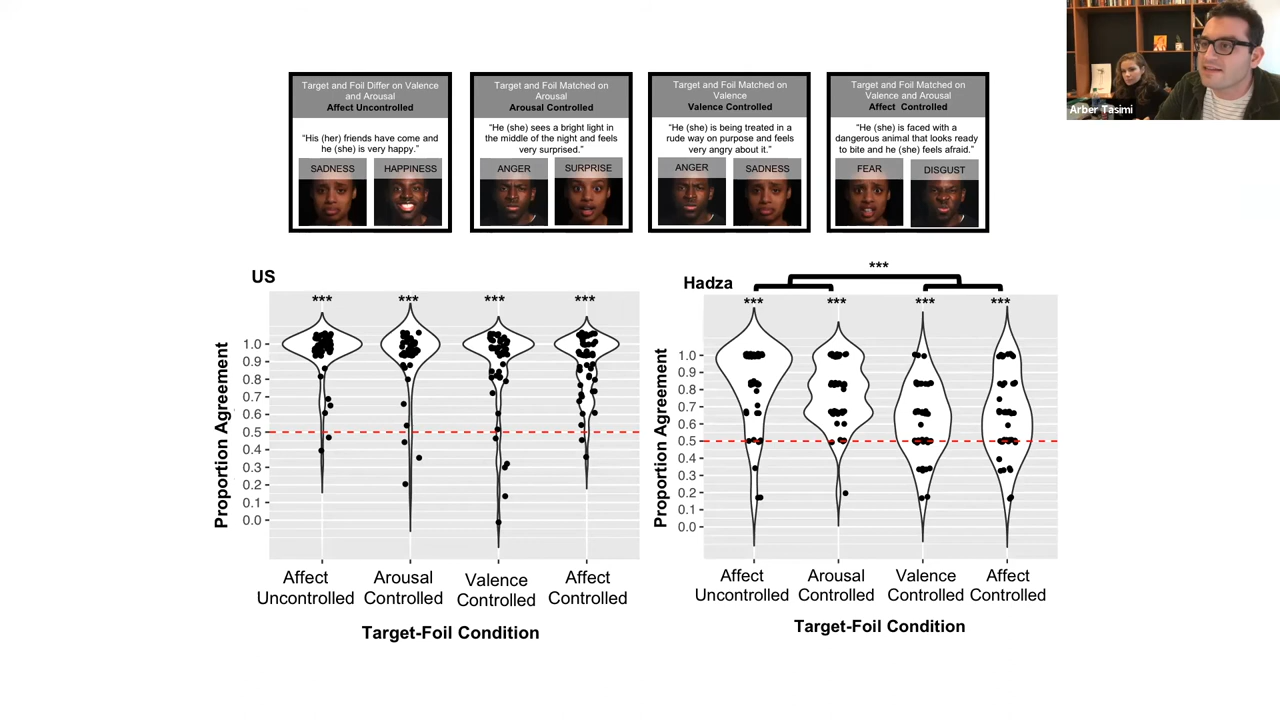 Target and Foil Differ on Valence
and Arousal
Affect Uncontrolled
"His (her) friends have come and
he (she) is very happy."
SADNESS
HAPPINESS
Target and Foil Matched on
Arousal
Arousal Controlled
"He (she) sees a bright light in
the middle of the night and feels
very surprised."
ANGER
SURPRISE
Target and Foil Matched on
Valence
Valence Controlled
"He (she) is being treated in a
rude way on purpose and feels
very angry about it."
ANGER
SADNESS
Target and Foil Matched on
Valence and Arousal
Affect Controlled
"He (she) is faced with a
dangerous animal that looks ready
to bite and he (she) feels afraid."
FEAR
DISGUST
Arber Tasimi
US
*** *** *** ***
Proportion Agreement
1.0
0.9
0.8
0.7
0.6
0.5
0.4
0.3
0.2
0.1
0.0
Affect
Uncontrolled
Arousal
Controlled
Valence
Controlled
Affect
Controlled
Target-Foil Condition
Hadza
***
*** *** *** ***
Proportion Agreement
1.0
0.9
0.8
0.7
0.6
0.5
0.4
0.3
0.2
0.1
0.0
Affect
Uncontrolled
Arousal
Controlled
Valence
Controlled
Affect
Controlled
Target-Foil Condition